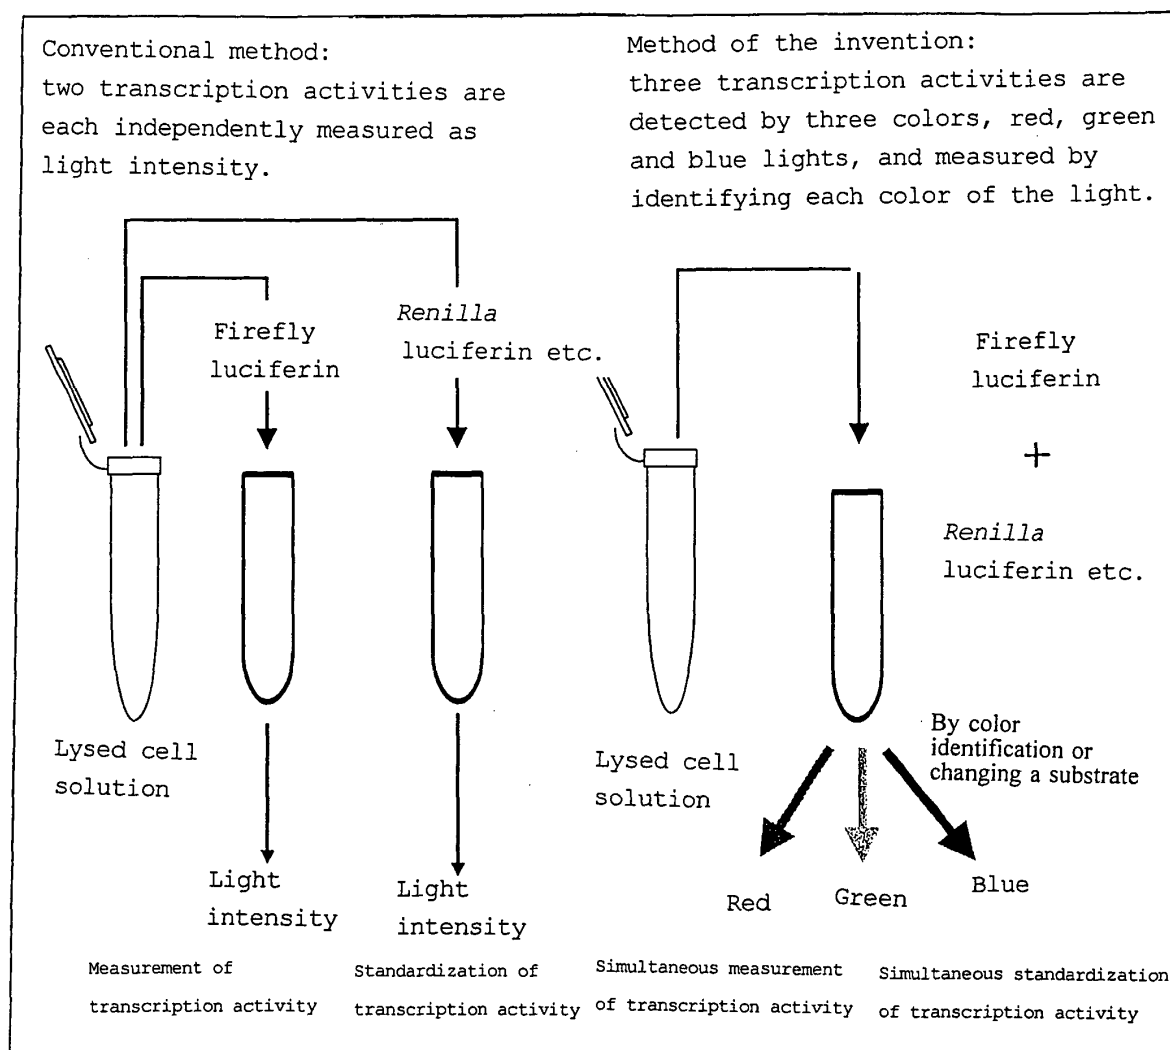 Conventional method:
two transcription activities are
each independently measured as
light intensity.
Method of the invention:
three transcription activities are
detected by three colors, red, green
and blue lights, and measured by
identifying each color of the light.
Firefly
luciferin
Renilla
luciferin etc.
Lysed cell
solution
Light
intensity
Light
intensity
Measurement of
transcription activity
Standardization of
transcription activity
Firefly
luciferin
+
Renilla
luciferin etc.
Lysed cell
solution
By color
identification or
changing a substrate
Red
Green
Blue
Simultaneous measurement
of transcription activity
Simultaneous standardization
of transcription activity